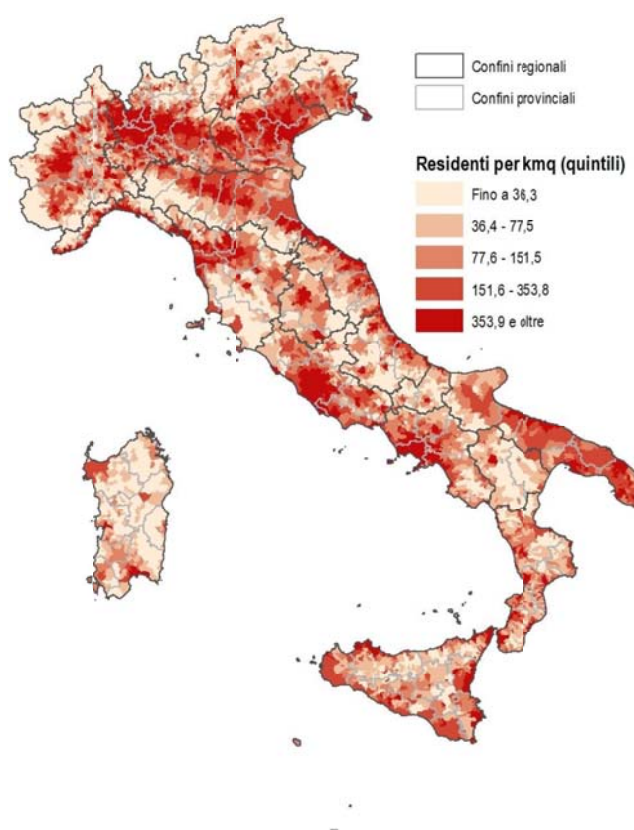 Confini regionali
Confini provinciali
Residenti per kmq (quintili)
Fino a 36,3
36,4 - 77,5
77,6 - 151,5
151,6 - 353,8
353,9 e oltre